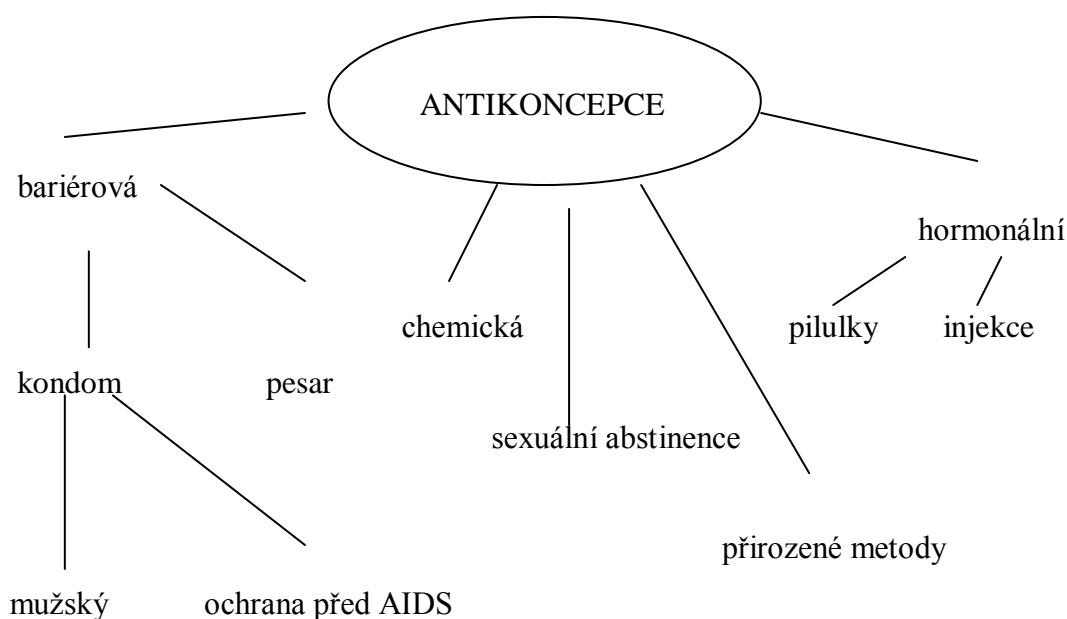 ANTIKONCEPCE
bariérová
hormonální
chemická
pilulky
injekce
kondom
pesar
sexuální abstinence
přirozené metody
mužský
ochrana před AIDS